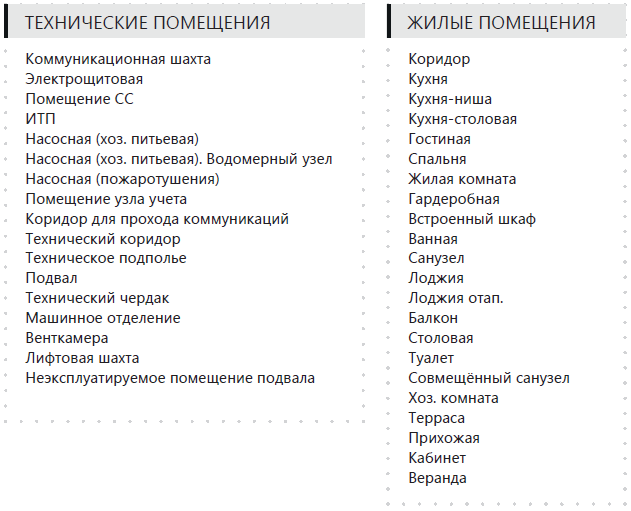 ТЕХНИЧЕСКИЕ ПОМЕЩЕНИЯ
Коммуникационная шахта
Электрощитовая
Помещение СС
ИТП
Насосная (хоз. питьевая)
Насосная (хоз. питьевая). Водомерный узел
Насосная (пожаротушения)
Помещение узла учета
Коридор для прохода коммуникаций
Технический коридор
Техническое подполье
Подвал
Технический чердак
Машинное отделение
Венткамера
Лифтовая шахта
Неэксплуатируемое помещение подвала
ЖИЛЫЕ ПОМЕЩЕНИЯ
Коридор
Кухня
Кухня-ниша
Кухня-столовая
Гостиная
Спальня
Жилая комната
Гардеробная
Встроенный шкаф
Ванная
Санузел
Лоджия
Лоджия отап.
Балкон
Столовая
Туалет
Совмещённый санузел
Хоз. комната
Терраса
Прихожая
Кабинет
Веранда